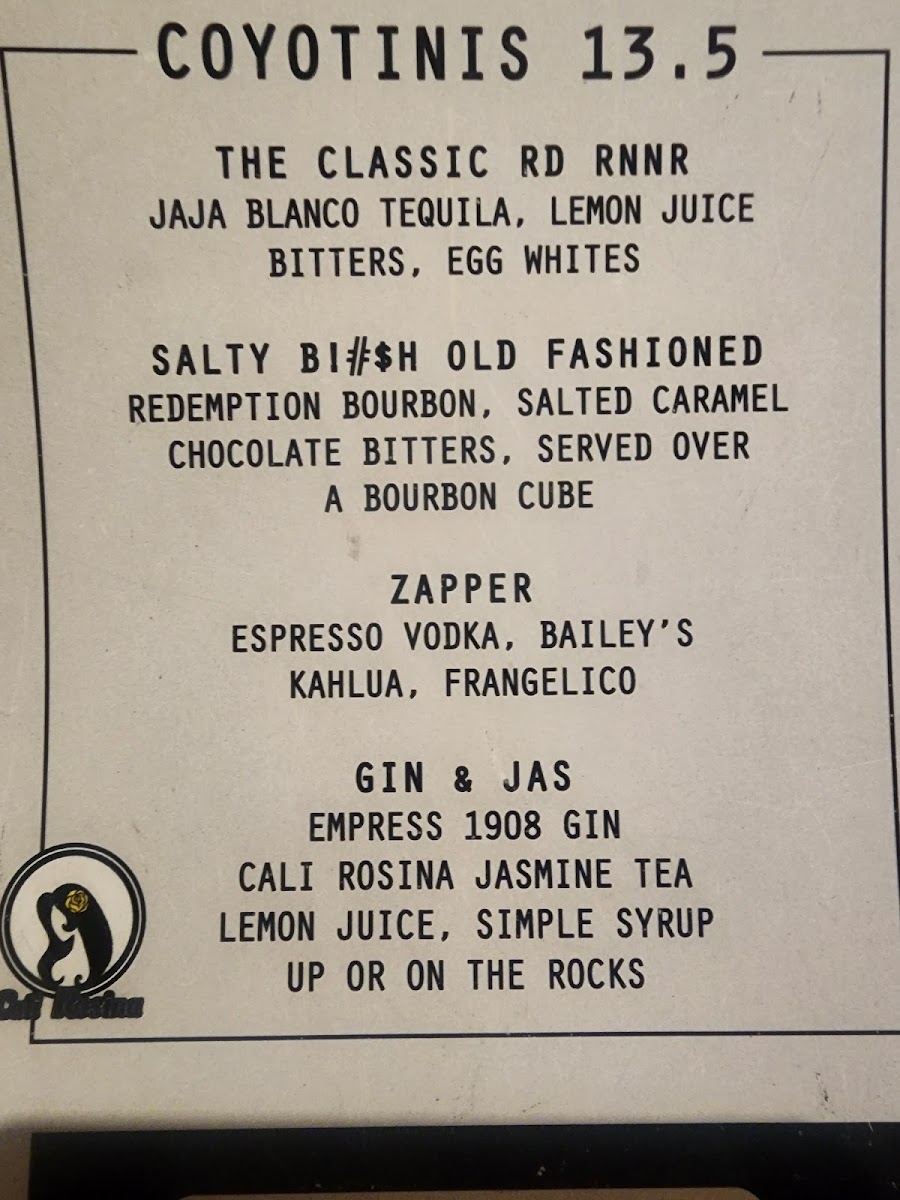 COYOTINIS 13.5
THE CLASSIC RD RNNR
JAJA BLANCO TEQUILA, LEMON JUICE
BITTERS, EGG WHITES
SALTY B!#$H OLD FASHIONED
REDEMPTION BOURBON, SALTED CARAMEL
CHOCOLATE BITTERS, SERVED OVER
A BOURBON CUBE
ZAPPER
ESPRESSO VODKA, BAILEY'S
KAHLUA, FRANGELICO
GIN & JAS
EMPRESS 1908 GIN
CALI ROSINA JASMINE TEA
LEMON JUICE, SIMPLE SYRUP
UP OR ON THE ROCKS
Cali Rosina